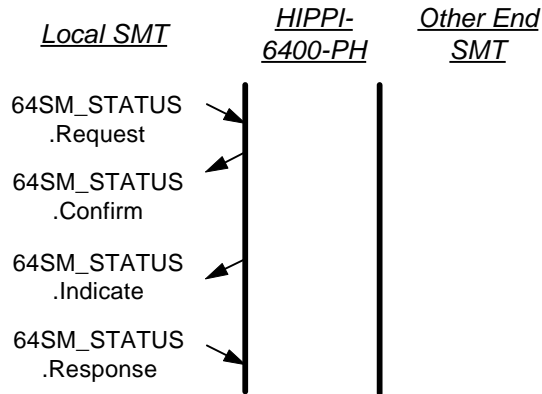 Local SMT
HIPPI-
6400-PH
Other End
SMT
64SM_STATUS
.Request
64SM_STATUS
.Confirm
64SM_STATUS
.Indicate
64SM_STATUS
.Response